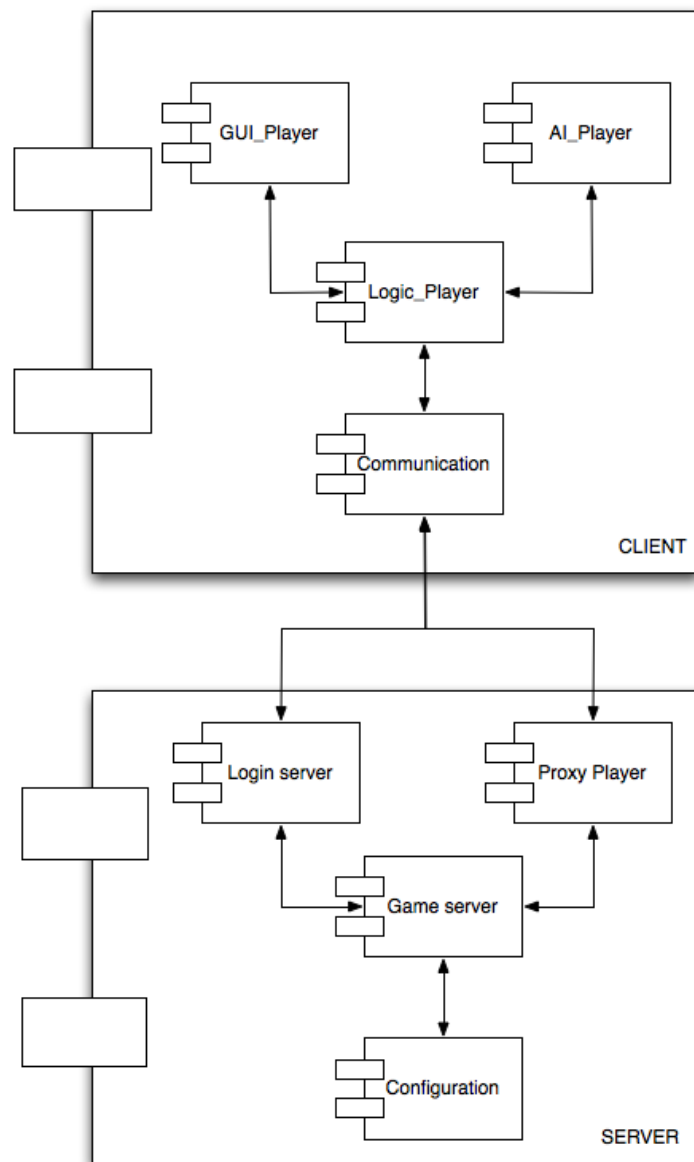 GUI_Player
AI_Player
Logic_Player
Communication
CLIENT
Login server
Proxy Player
Game server
Configuration
SERVER